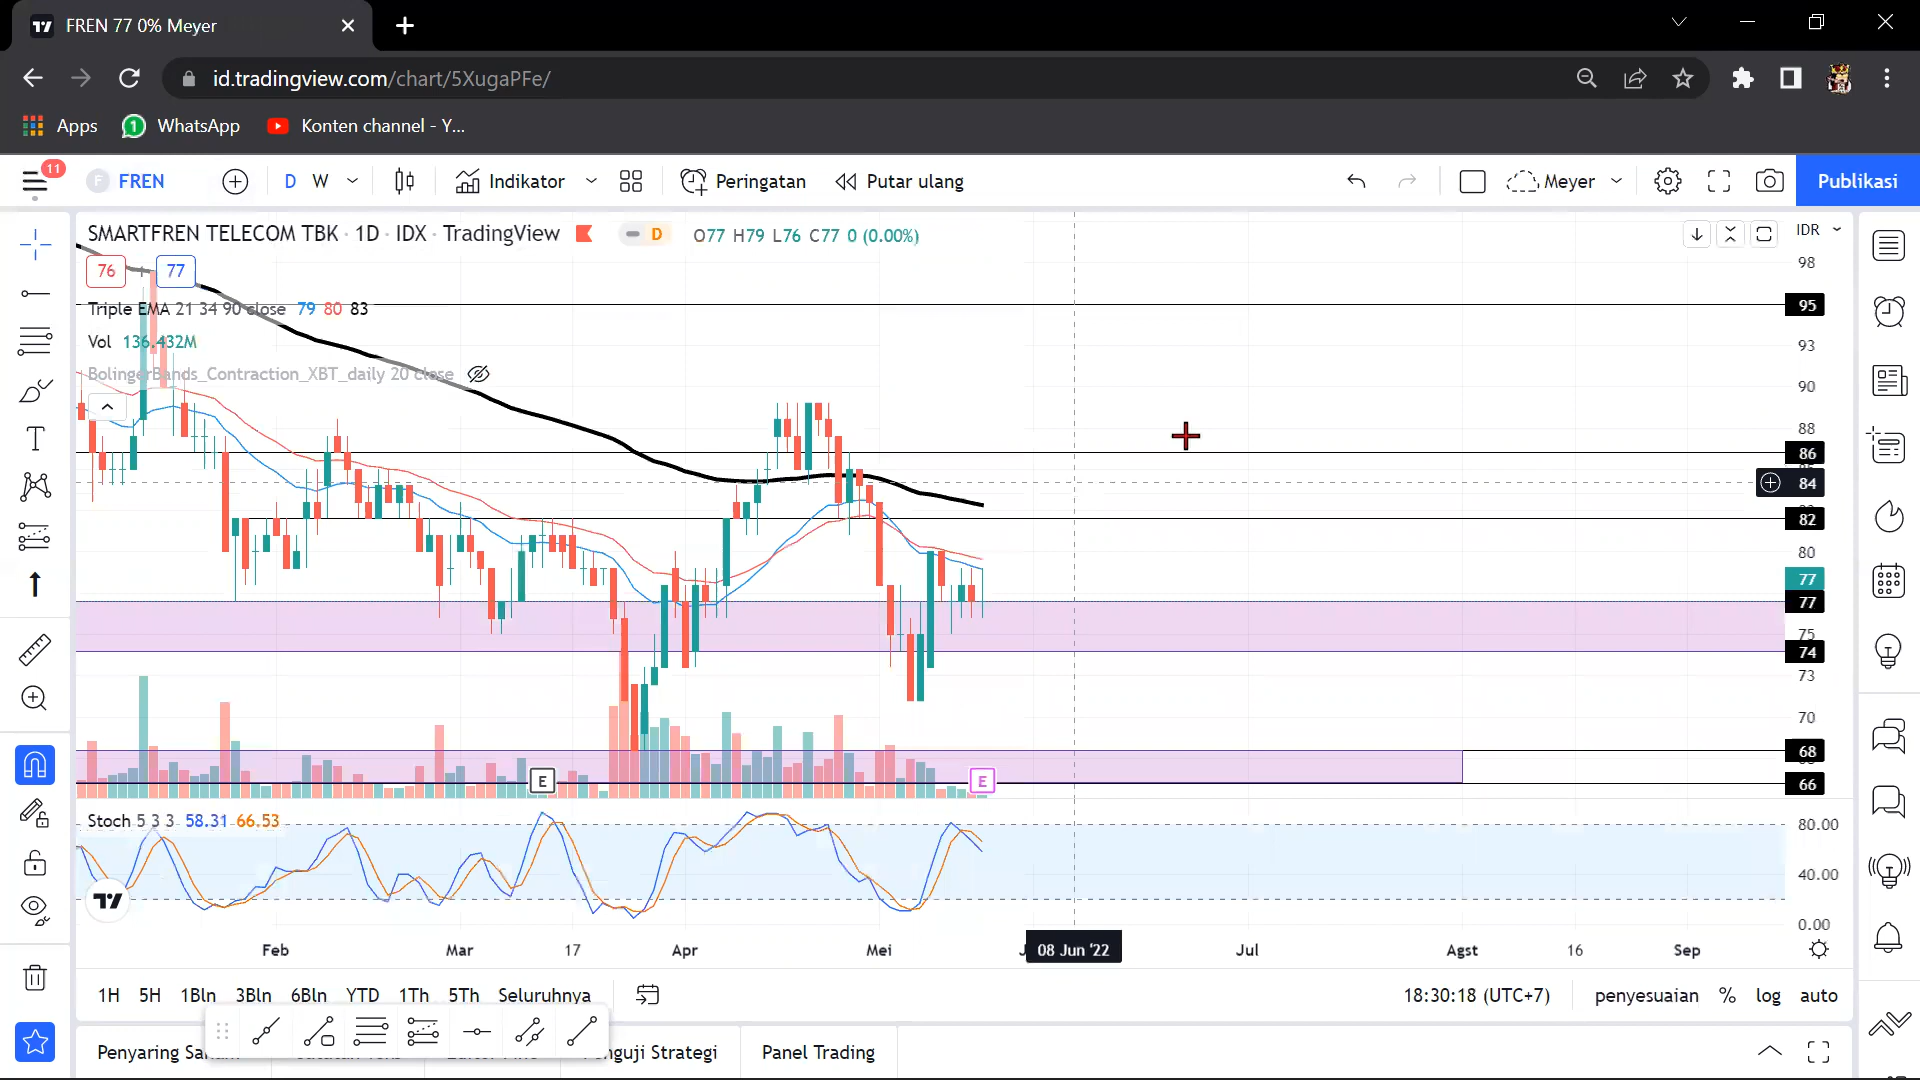 FREN 77 0% Meyer
id.tradingview.com/chart/5XugaPFe/
Apps
1
WhatsApp
Konten channel - Y...
11
F
FREN
D
W
Indikator
Peringatan
Putar ulang
Meyer
Publikasi
SMARTFREN TELECOM TBK · 1D · IDX · TradingView
D
O77 H79 L76 C77 0 (0.00%)
IDR
76
1
77
Triple EMA 21 34 90 close 79 80 83
Vol 136.432M
BolingerBands_Contraction_XBT_daily 20 close
98
95
93
90
88
86
84
82
80
77
77
75
74
73
70
68
66
E
E
Stoch 5 3 3 58.31 66.53
80.00
40.00
0.00
Feb
Mar
17
Apr
Mei
08 Jun '22
Jul
Agst
16
Sep
1H
5H
1Bln
3Bln
6Bln
YTD
1Th
5Th
Seluruhnya
18:30:18 (UTC+7)
penyesuaian
%
log
auto
Penguji Strategi
Panel Trading